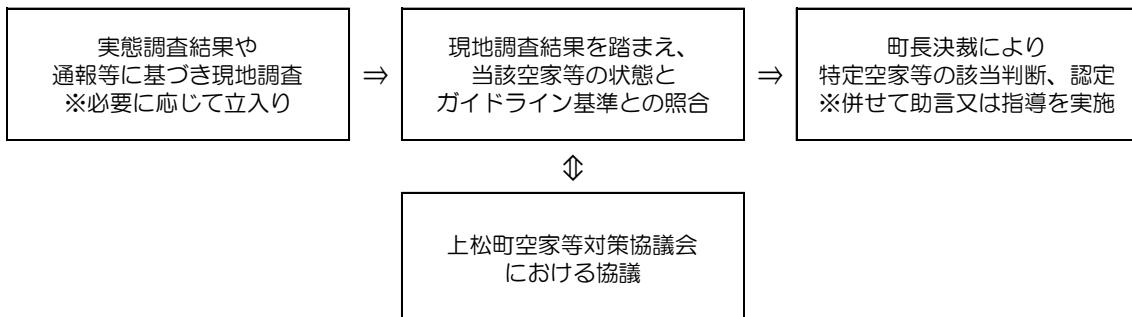 実態調査結果や
通報等に基づき現地調査
※必要に応じて立入り
⇒
現地調査結果を踏まえ、
当該空家等の状態と
ガイドライン基準との照合
⇒
町長決裁により
特定空家等の該当判断、認定
※併せて助言又は指導を実施
⇕
上松町空家等対策協議会
における協議